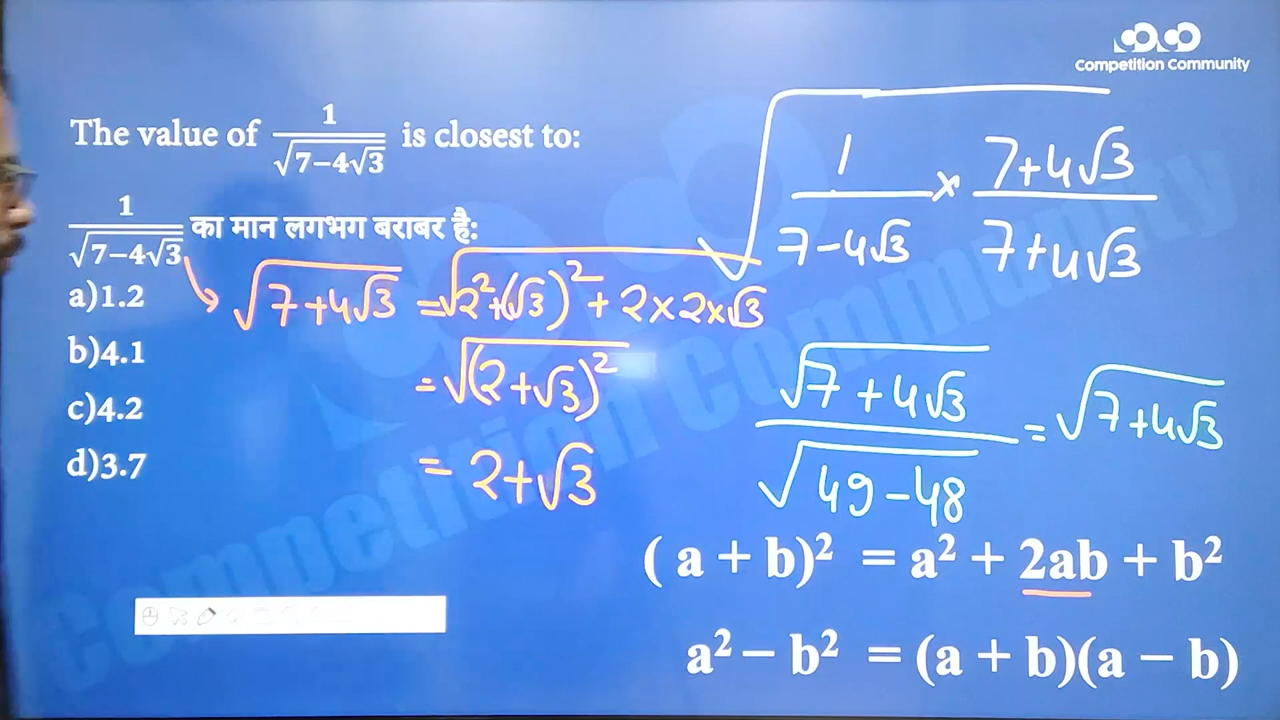 Competition Community
The value of 1/√(7−4√3) is closest to:
1/√(7−4√3) का मान लगभग बराबर है:
a)1.2
b)4.1
c)4.2
d)3.7
√(7+4√3) = √(2²+(√3)²+2×2×√3)
= √((2+√3)²)
= 2+√3
√(1/(7−4√3) × (7+4√3)/(7+4√3))
√(7+4√3)/√(49−48) = √(7+4√3)
( a + b)² = a² + 2ab + b²
a² − b² = (a + b)(a − b)
Competition Community